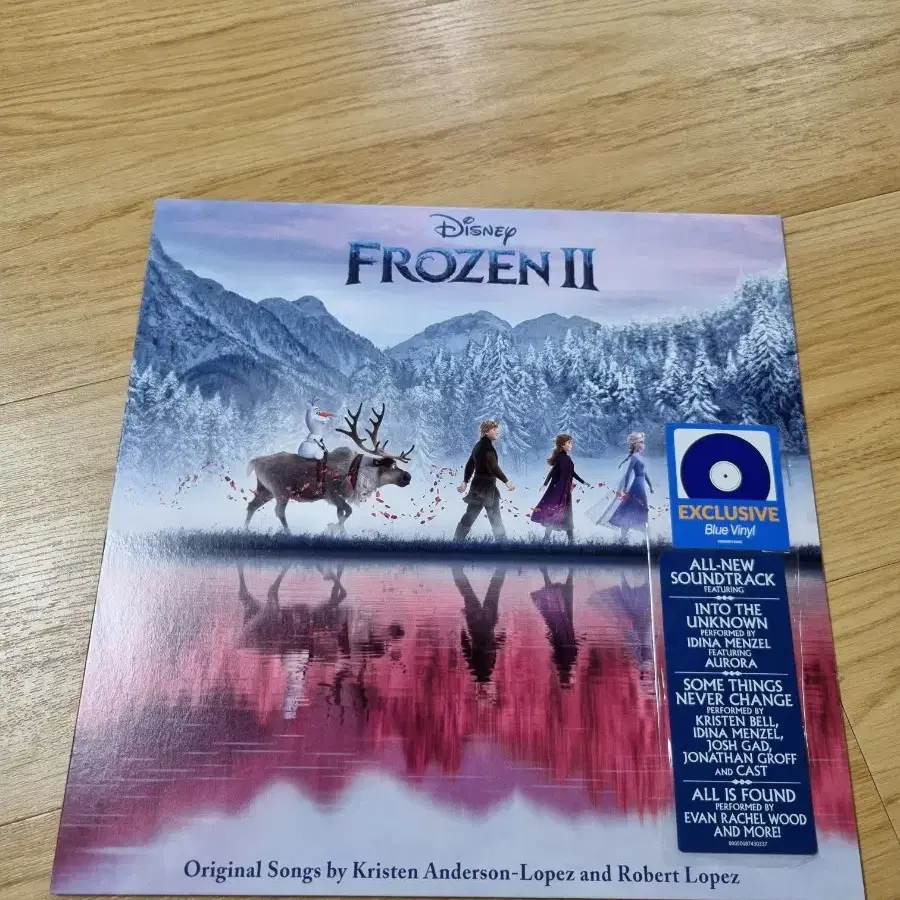 Disney
FROZEN II
EXCLUSIVE
Blue Vinyl
ALL-NEW
SOUNDTRACK
FEATURING
INTO THE
UNKNOWN
PERFORMED BY
IDINA MENZEL
FEATURING
AURORA
SOME THINGS
NEVER CHANGE
PERFORMED BY
KRISTEN BELL,
IDINA MENZEL,
JOSH GAD,
JONATHAN GROFF
AND CAST
ALL IS FOUND
PERFORMED BY
EVAN RACHEL WOOD
AND MORE!
Original Songs by Kristen Anderson-Lopez and Robert Lopez